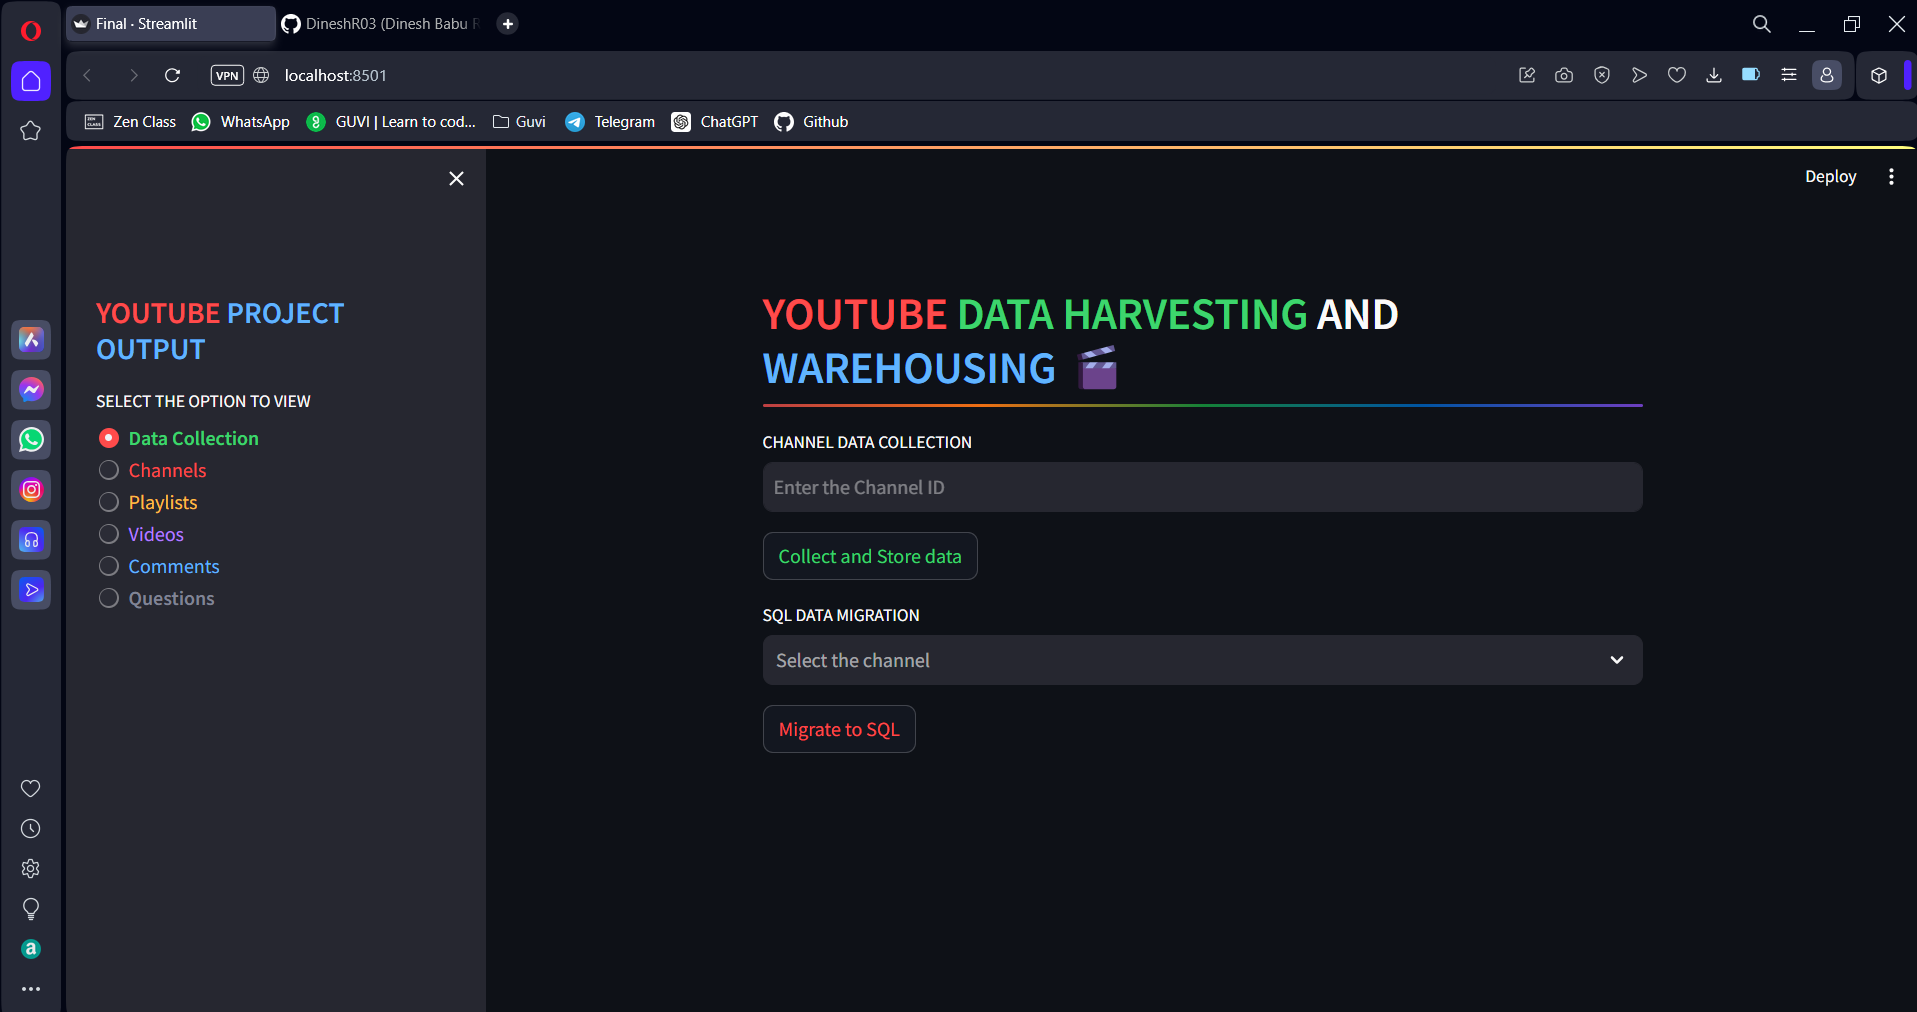 Final · Streamlit
DineshR03 (Dinesh Babu R
VPN
localhost:8501
ZEN CLASS
Zen Class
WhatsApp
GUVI | Learn to cod...
Guvi
Telegram
ChatGPT
Github
Deploy
YOUTUBE PROJECT
OUTPUT
SELECT THE OPTION TO VIEW
Data Collection
Channels
Playlists
Videos
Comments
Questions
YOUTUBE DATA HARVESTING AND
WAREHOUSING
CHANNEL DATA COLLECTION
Enter the Channel ID
Collect and Store data
SQL DATA MIGRATION
Select the channel
Migrate to SQL